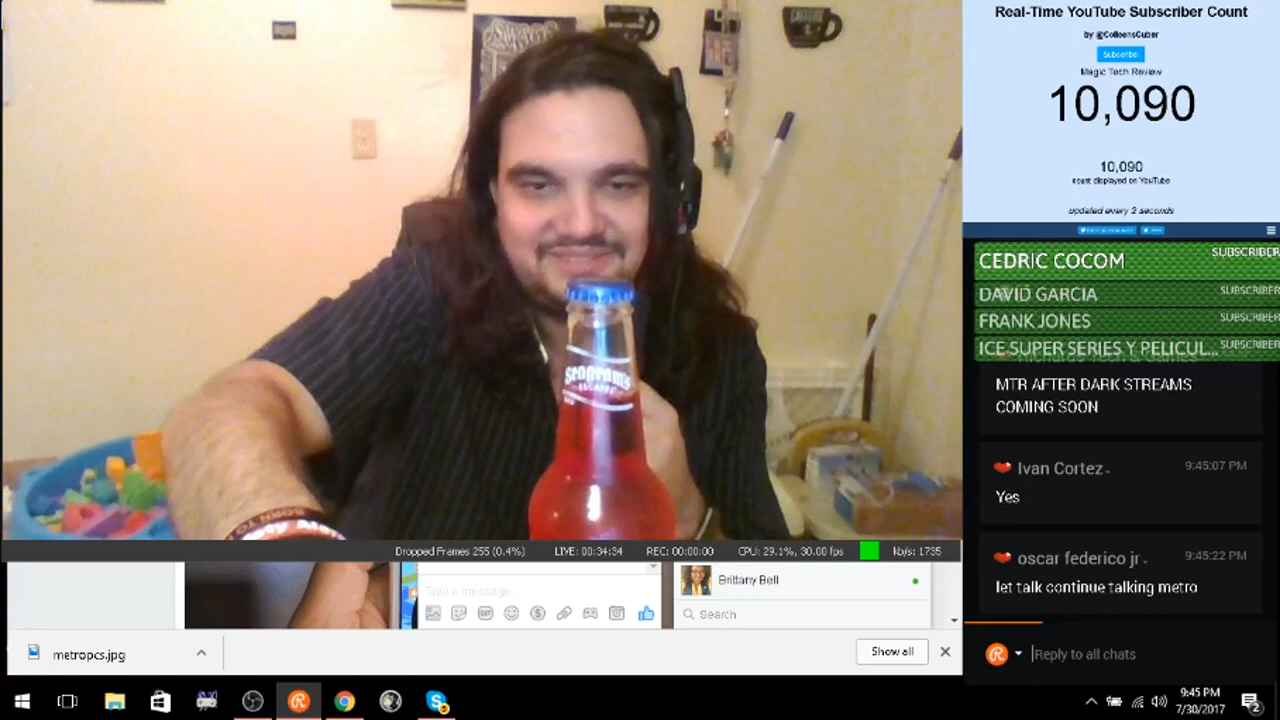 Real-Time YouTube Subscriber Count
by @ColleensCuber
Subscribe
Magic Tech Review
10,090
10,090
count displayed on YouTube
updated every 2 seconds
CEDRIC COCOM SUBSCRIBER
DAVID GARCIA SUBSCRIBER
FRANK JONES SUBSCRIBER
ICE SUPER SERIES Y PELICUL... SUBSCRIBER
MTR AFTER DARK STREAMS
COMING SOON
Ivan Cortez 9:45:07 PM
Yes
oscar federico jr 9:45:22 PM
let talk continue talking metro
Reply to all chats
Seagram's
ESCAPES
Dropped Frames 255 (0.4%) LIVE: 00:34:34 REC: 00:00:00 CPU: 29.1%, 30.00 fps kb/s: 1735
Type a message...
Brittany Bell
Search
metropcs.jpg
Show all
9:45 PM
7/30/2017
2